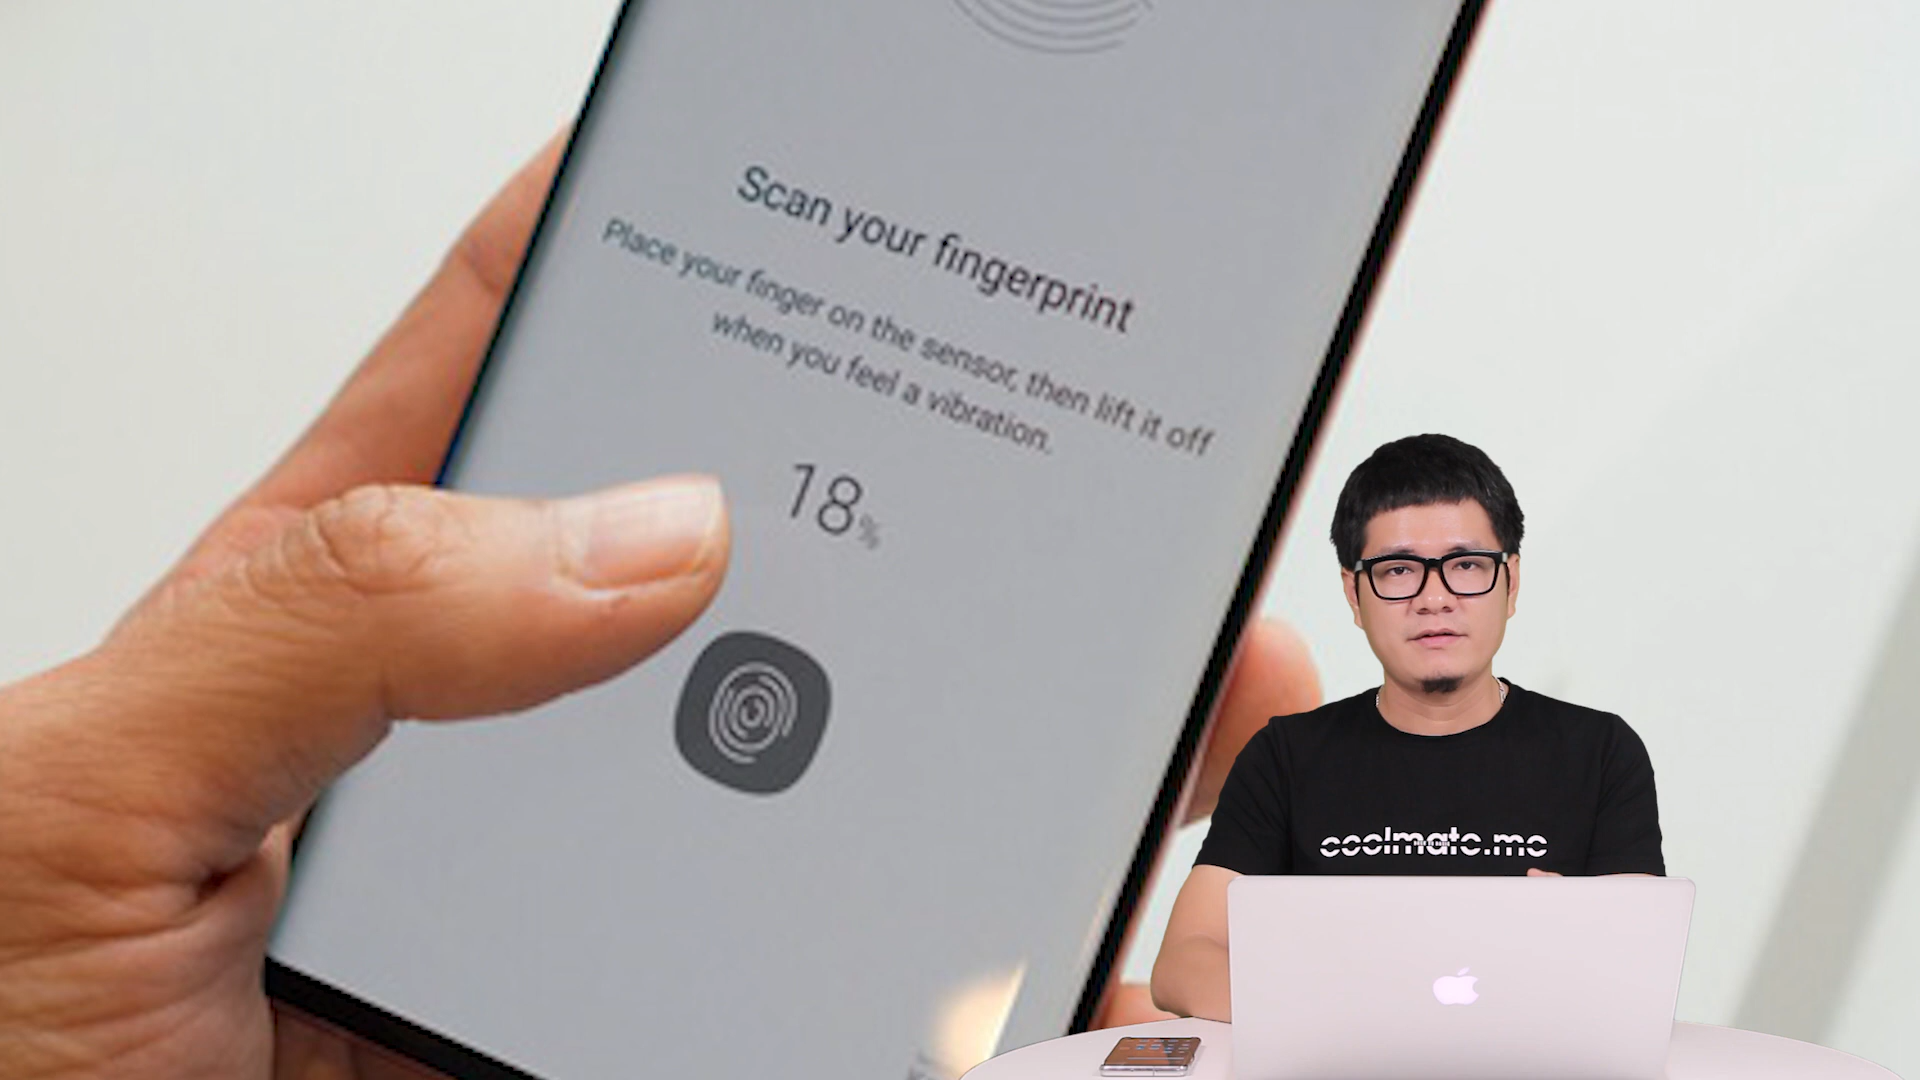 Scan your fingerprint
Place your finger on the sensor, then lift it off
when you feel a vibration.
18%
coolmate.me